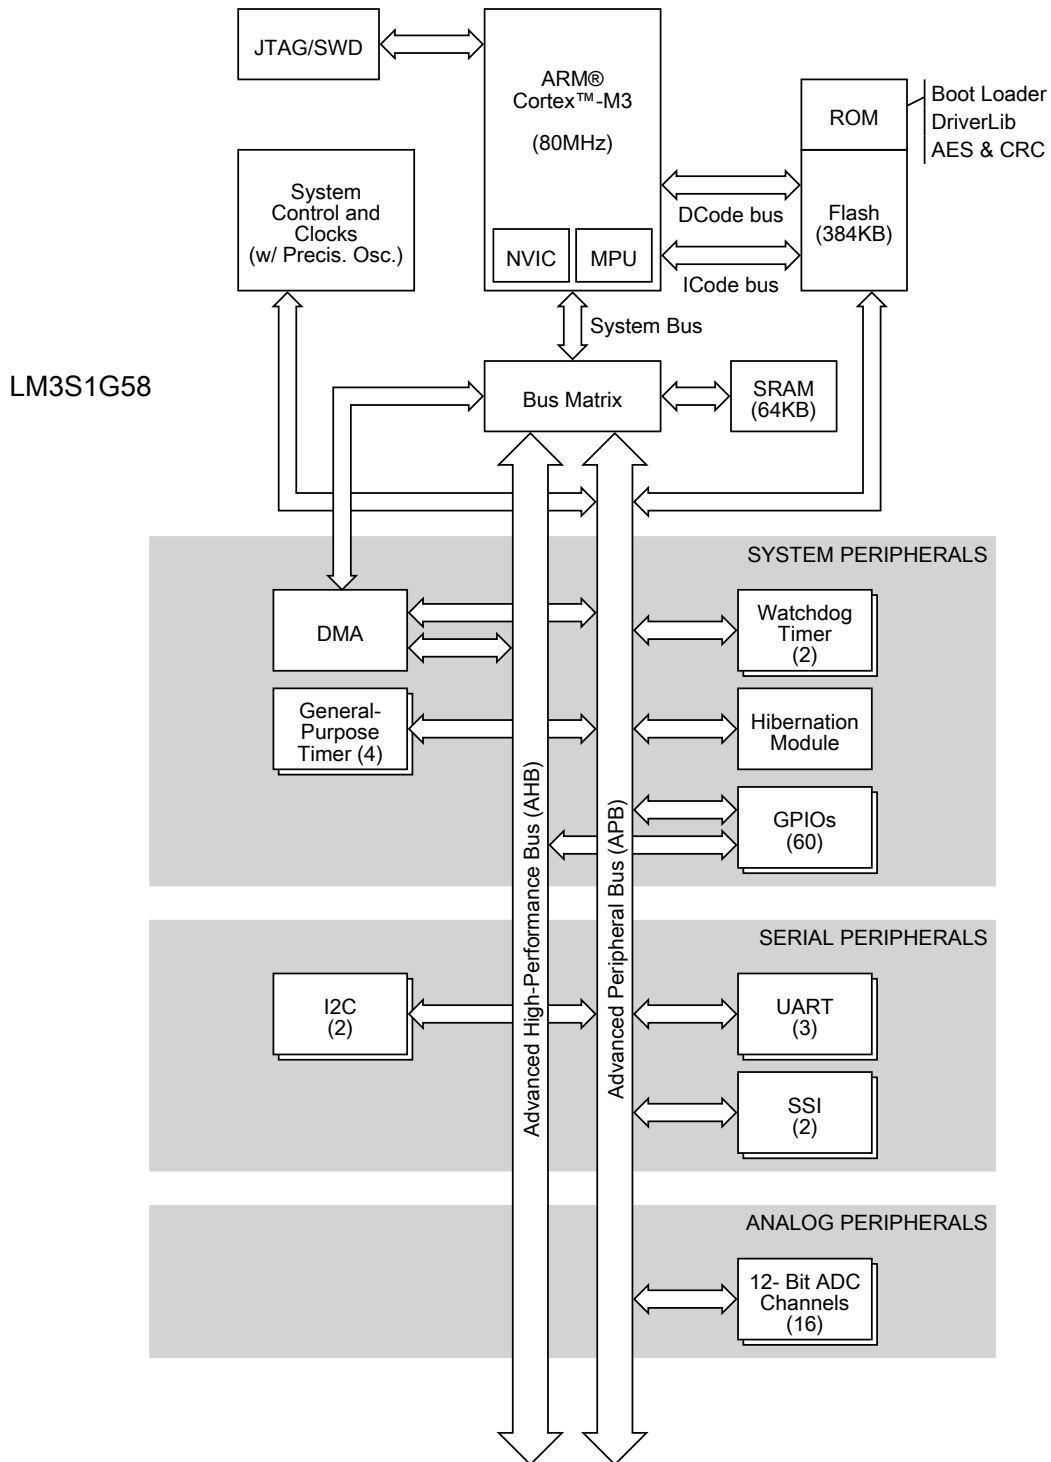 JTAG/SWD
ARM®
Cortex™-M3
(80MHz)
NVIC
MPU
ROM
Boot Loader
DriverLib
AES & CRC
Flash
(384KB)
DCode bus
ICode bus
System
Control and
Clocks
(w/ Precis. Osc.)
System Bus
LM3S1G58
Bus Matrix
SRAM
(64KB)
SYSTEM PERIPHERALS
DMA
Watchdog
Timer
(2)
General-
Purpose
Timer (4)
Hibernation
Module
GPIOs
(60)
Advanced High-Performance Bus (AHB)
Advanced Peripheral Bus (APB)
SERIAL PERIPHERALS
I2C
(2)
UART
(3)
SSI
(2)
ANALOG PERIPHERALS
12- Bit ADC
Channels
(16)